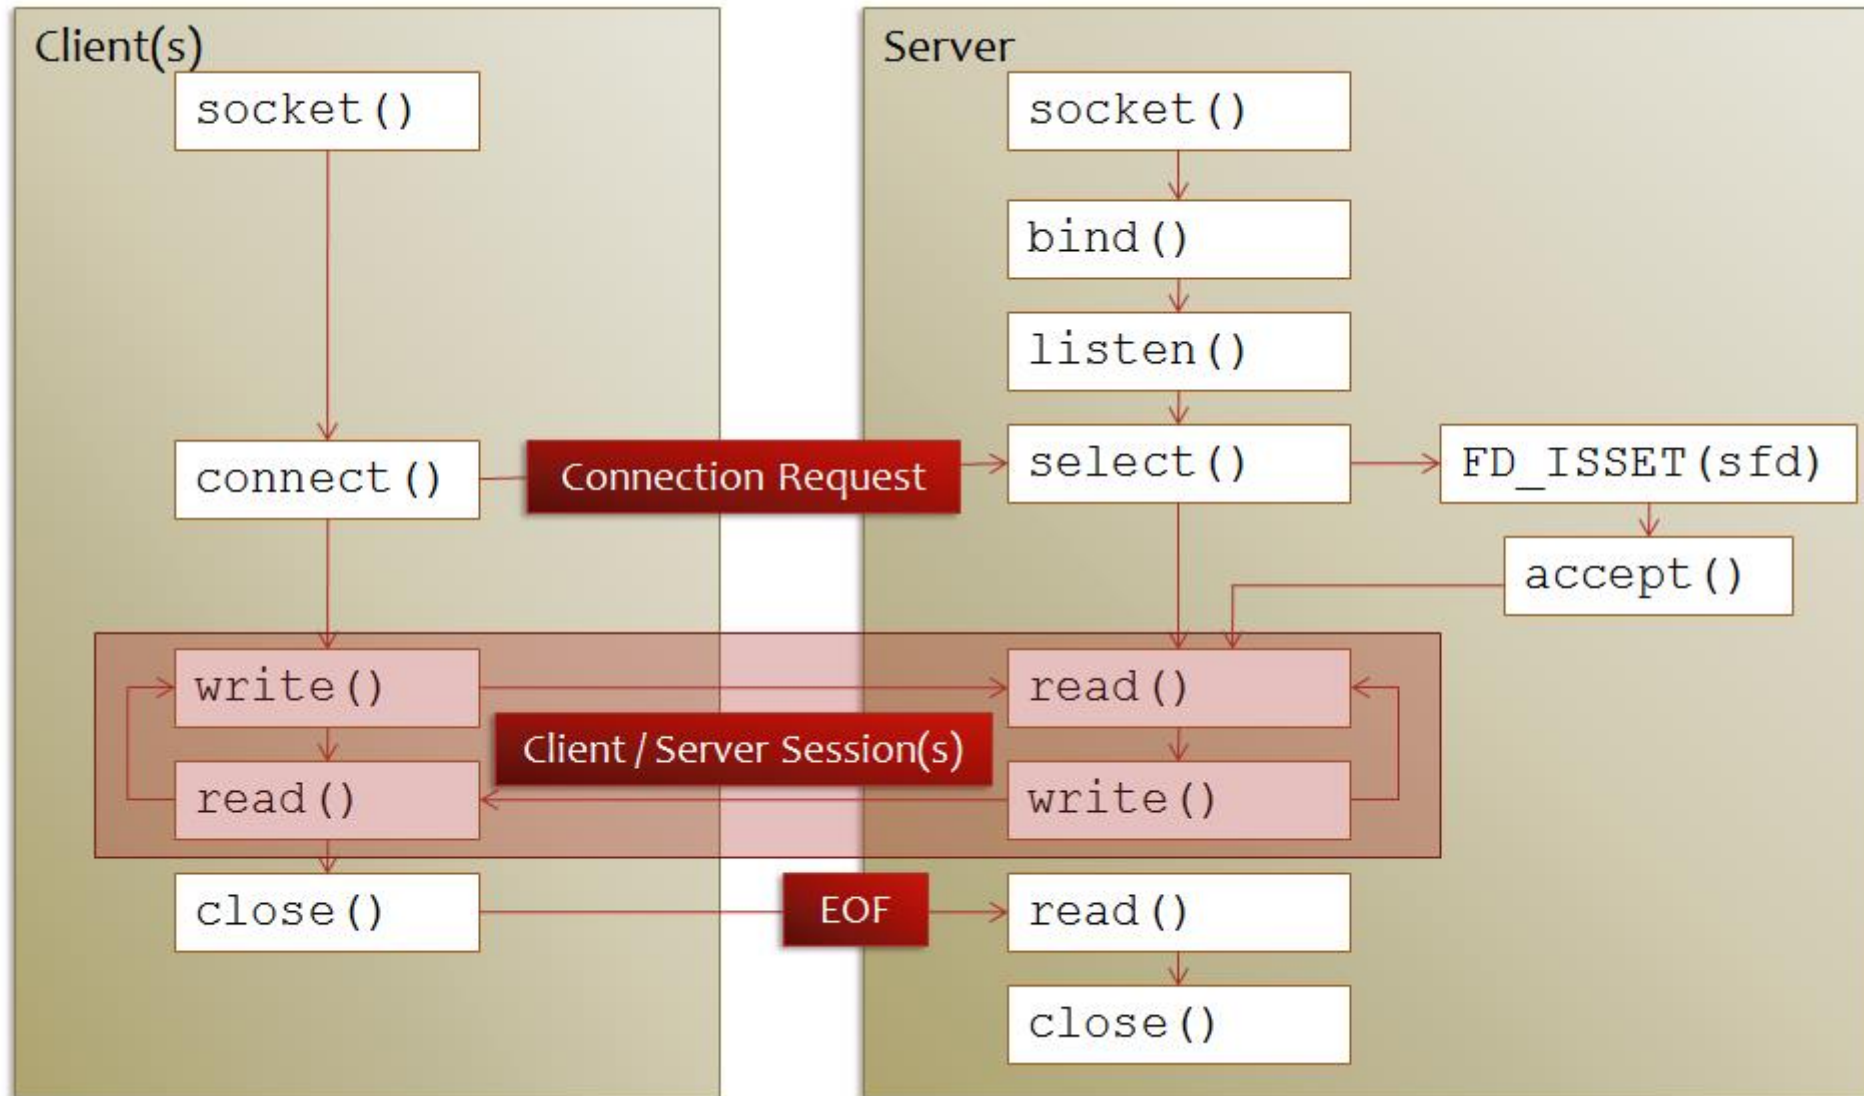 Client(s)
socket()
connect()
write()
read()
close()
Connection Request
Client / Server Session(s)
EOF
Server
socket()
bind()
listen()
select()
FD_ISSET(sfd)
accept()
read()
write()
read()
close()